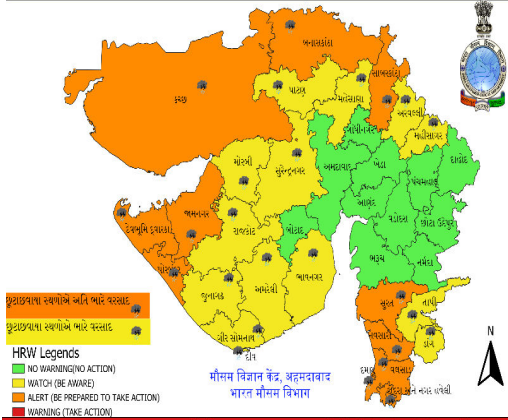 બનાસકાંઠા
પાટણ
સાબરકાંઠા
કચ્છ
મહેસાણા
અરવલ્લી
મહીસાગર
ગાંધીનગર
મોરબી
સુરેન્દ્રનગર
અમદાવાદ
ખેડા
દાહોદ
પંચમહાલ
આણંદ
જામનગર
દેવભૂમિ દ્વારકા
રાજકોટ
બોટાદ
વડોદરા
છોટા ઉદેપુર
ભરૂચ
નર્મદા
ભાવનગર
અમરેલી
જુનાગઢ
ગીર સોમનાથ
દીવ
સુરત
તાપી
નવસારી
ડાંગ
વલસાડ
દમણ
દાદરા અને નગર હવેલી
છૂટાછવાયા સ્થળોએ અતિ ભારે વરસાદ
છૂટાછવાયા સ્થળોએ ભારે વરસાદ
HRW Legends
NO WARNING(NO ACTION)
WATCH (BE AWARE)
ALERT (BE PREPARED TO TAKE ACTION)
WARNING (TAKE ACTION)
मौसम विज्ञान केंद्र, अहमदाबाद
भारत मौसम विभाग
N